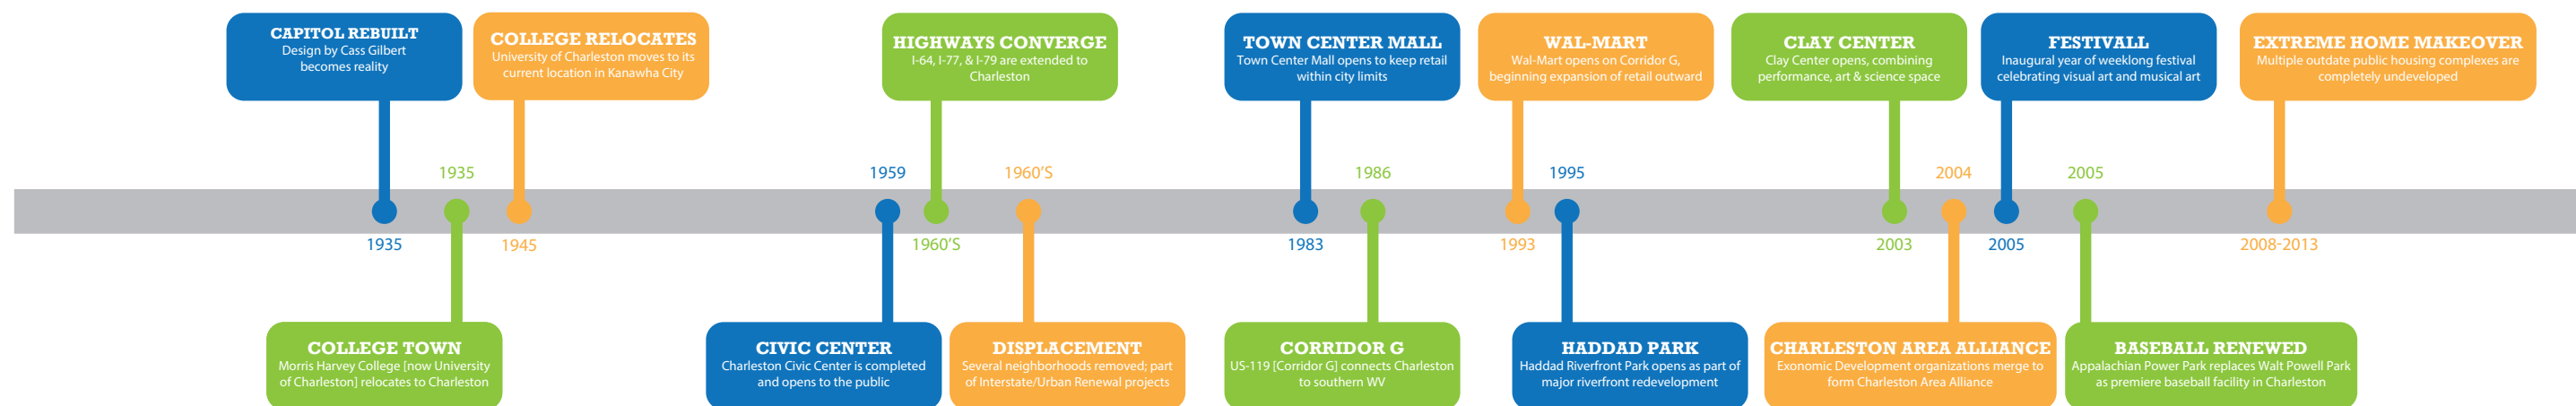 CAPITOL REBUILT
Design by Cass Gilbert
becomes reality
1935
COLLEGE TOWN
Morris Harvey College [now University
of Charleston] relocates to Charleston
1935
COLLEGE RELOCATES
University of Charleston moves to its
current location in Kanawha City
1945
CIVIC CENTER
Charleston Civic Center is completed
and opens to the public
1959
HIGHWAYS CONVERGE
I-64, I-77, & I-79 are extended to
Charleston
1960'S
DISPLACEMENT
Several neighborhoods removed; part
of Interstate/Urban Renewal projects
1960'S
TOWN CENTER MALL
Town Center Mall opens to keep retail
within city limits
1983
CORRIDOR G
US-119 [Corridor G] connects Charleston
to southern WV
1986
WAL-MART
Wal-Mart opens on Corridor G,
beginning expansion of retail outward
1993
HADDAD PARK
Haddad Riverfront Park opens as part of
major riverfront redevelopment
1995
CLAY CENTER
Clay Center opens, combining
performance, art & science space
2003
CHARLESTON AREA ALLIANCE
Exonomic Development organizations merge to
form Charleston Area Alliance
2004
FESTIVALL
Inaugural year of weeklong festival
celebrating visual art and musical art
2005
BASEBALL RENEWED
Appalachian Power Park replaces Walt Powell Park
as premiere baseball facility in Charleston
2005
EXTREME HOME MAKEOVER
Multiple outdate public housing complexes are
completely undeveloped
2008-2013